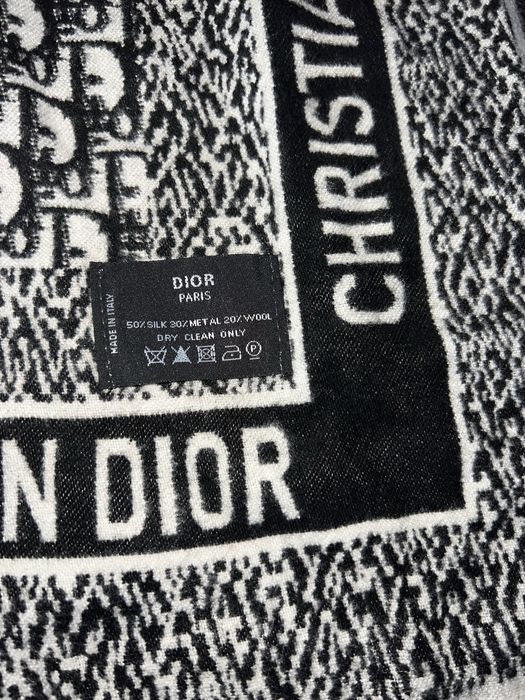 CHRISTIA
DIOR
PARIS
MADE IN ITALY
50%SILK 30%METAL 20%WOOL
DRY CLEAN ONLY
P
N DIOR